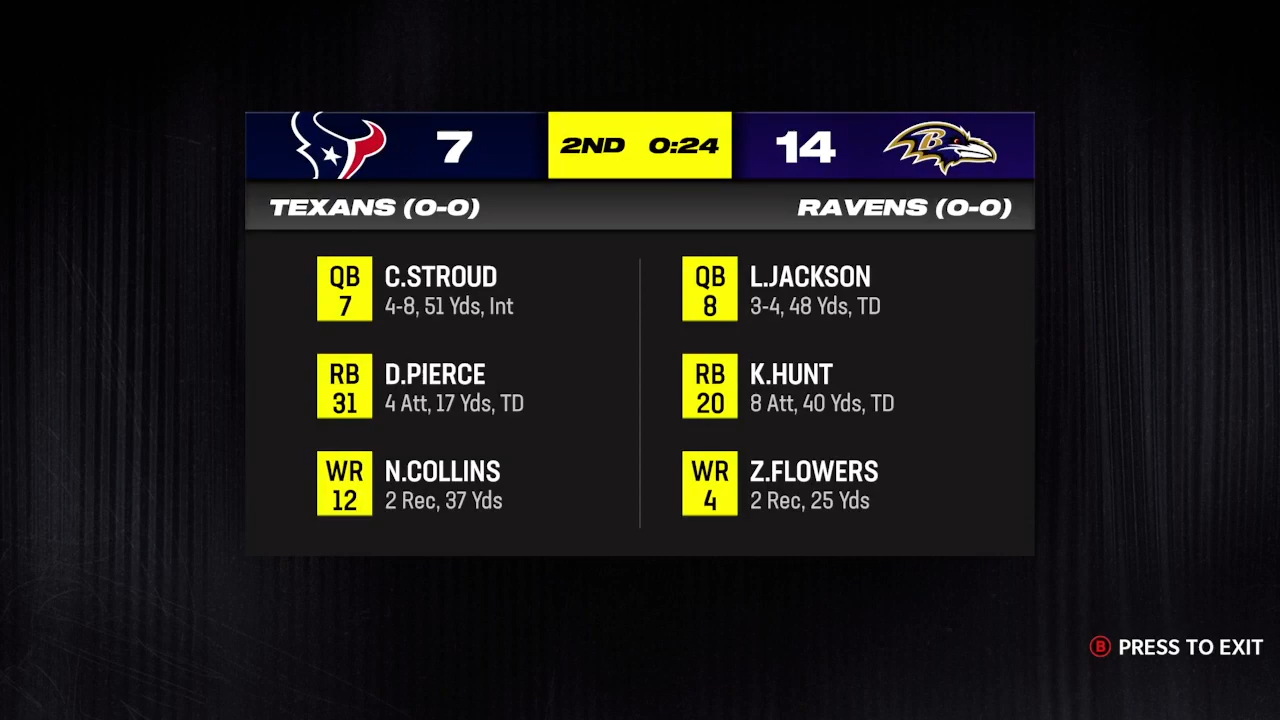 7 2ND 0:24 14 B
TEXANS (0-0) RAVENS (0-0)
QB 7 C.STROUD
4-8, 51 Yds, Int
RB 31 D.PIERCE
4 Att, 17 Yds, TD
WR 12 N.COLLINS
2 Rec, 37 Yds
QB 8 L.JACKSON
3-4, 48 Yds, TD
RB 20 K.HUNT
8 Att, 40 Yds, TD
WR 4 Z.FLOWERS
2 Rec, 25 Yds
B PRESS TO EXIT